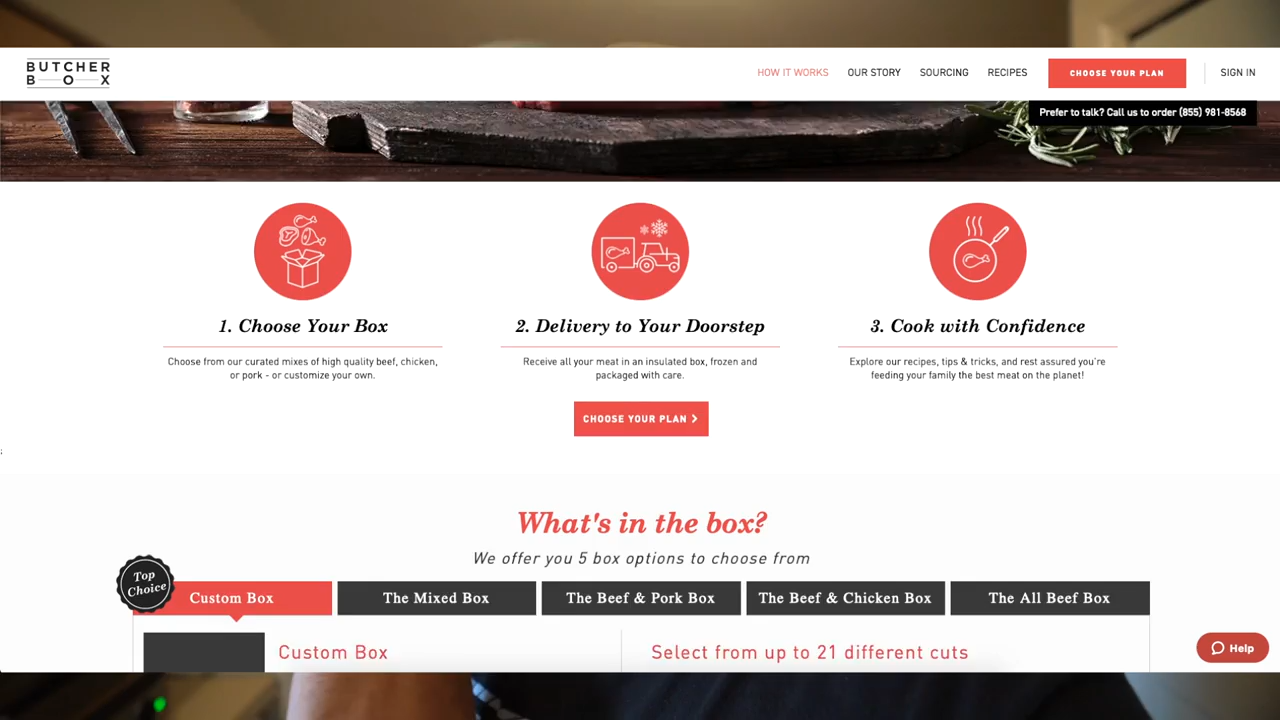 BUTCHER
BOX
HOW IT WORKS
OUR STORY
SOURCING
RECIPES
CHOOSE YOUR PLAN
SIGN IN
Prefer to talk? Call us to order (855) 981-8568
1. Choose Your Box
Choose from our curated mixes of high quality beef, chicken,
or pork - or customize your own.
2. Delivery to Your Doorstep
Receive all your meat in an insulated box, frozen and
packaged with care.
3. Cook with Confidence
Explore our recipes, tips & tricks, and rest assured you're
feeding your family the best meat on the planet!
CHOOSE YOUR PLAN >
;
What's in the box?
We offer you 5 box options to choose from
Top
Choice
Custom Box
The Mixed Box
The Beef & Pork Box
The Beef & Chicken Box
The All Beef Box
Custom Box
Select from up to 21 different cuts
Help